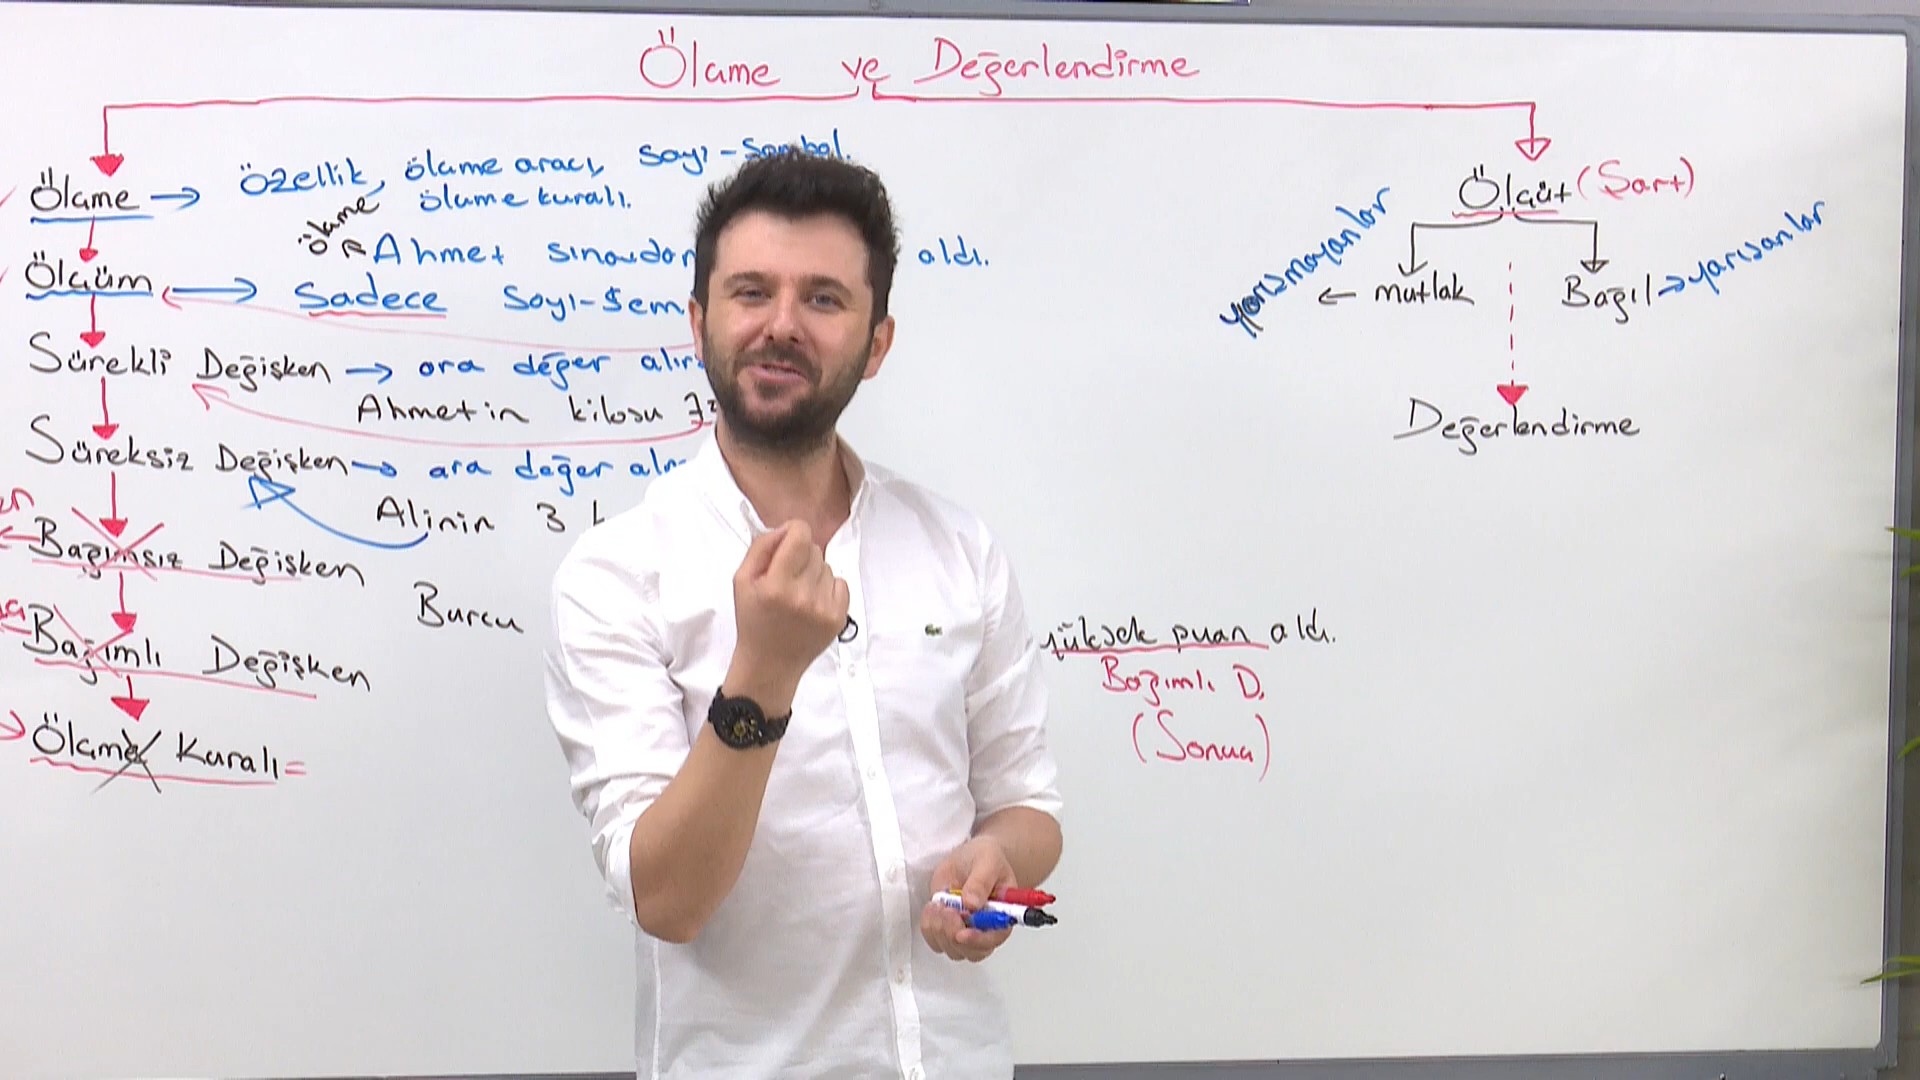 Ölçme ve Değerlendirme
Ölçme → özellik, ölçme aracı, sayı-sembol.
ölçme kuralı.
ölçme
Ahmet sınavdan aldı.
Ölçüm → Sadece sayı-sem
Sürekli Değişken → ara değer alır
Ahmetin kilosu
Süreksiz Değişken → ara değer alm
Alinin 3
Bağımsız Değişken
Burcu yüksek puan aldı.
Bağımlı D.
(Sonuç)
Bağımlı Değişken
Ölçme Kuralı =
Ölçüt (Şart)
yarışmayanlar ← mutlak
Bağıl → yarışanlar
Değerlendirme